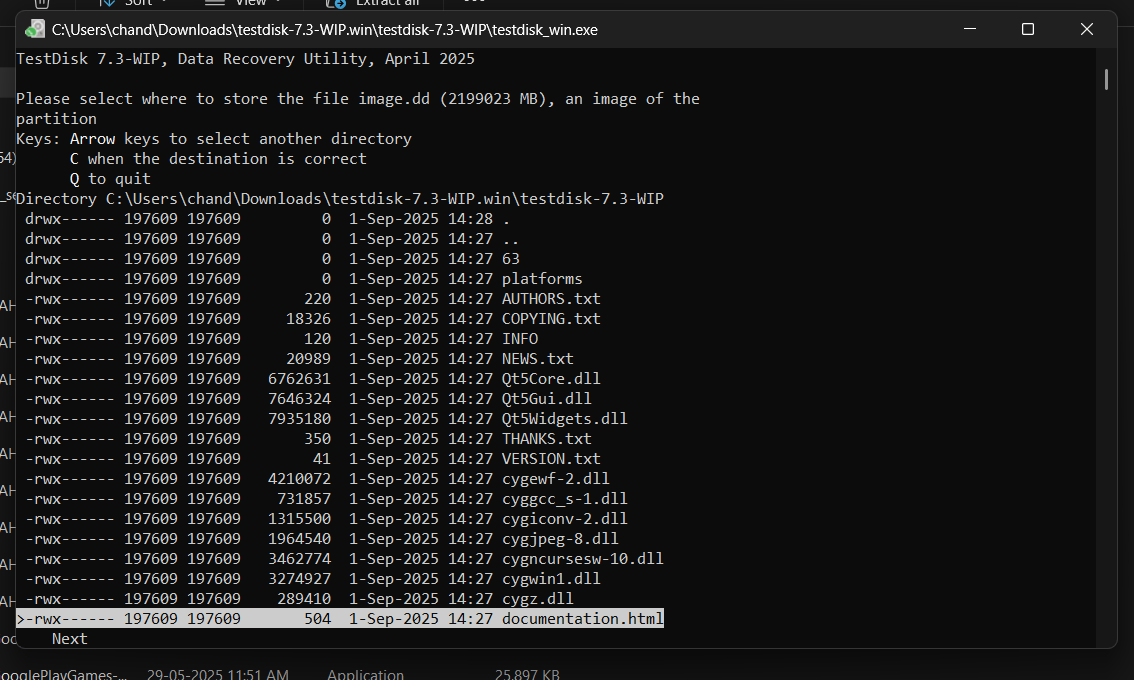 Sort
View
Extract all
C:\Users\chand\Downloads\testdisk-7.3-WIP.win\testdisk-7.3-WIP\testdisk_win.exe
TestDisk 7.3-WIP, Data Recovery Utility, April 2025
Please select where to store the file image.dd (2199023 MB), an image of the
partition
Keys: Arrow keys to select another directory
C when the destination is correct
Q to quit
Directory C:\Users\chand\Downloads\testdisk-7.3-WIP.win\testdisk-7.3-WIP
drwx------ 197609 197609 0 1-Sep-2025 14:28 .
drwx------ 197609 197609 0 1-Sep-2025 14:27 ..
drwx------ 197609 197609 0 1-Sep-2025 14:27 63
drwx------ 197609 197609 0 1-Sep-2025 14:27 platforms
-rwx------ 197609 197609 220 1-Sep-2025 14:27 AUTHORS.txt
-rwx------ 197609 197609 18326 1-Sep-2025 14:27 COPYING.txt
-rwx------ 197609 197609 120 1-Sep-2025 14:27 INFO
-rwx------ 197609 197609 20989 1-Sep-2025 14:27 NEWS.txt
-rwx------ 197609 197609 6762631 1-Sep-2025 14:27 Qt5Core.dll
-rwx------ 197609 197609 7646324 1-Sep-2025 14:27 Qt5Gui.dll
-rwx------ 197609 197609 7935180 1-Sep-2025 14:27 Qt5Widgets.dll
-rwx------ 197609 197609 350 1-Sep-2025 14:27 THANKS.txt
-rwx------ 197609 197609 41 1-Sep-2025 14:27 VERSION.txt
-rwx------ 197609 197609 4210072 1-Sep-2025 14:27 cygewf-2.dll
-rwx------ 197609 197609 731857 1-Sep-2025 14:27 cyggcc_s-1.dll
-rwx------ 197609 197609 1315500 1-Sep-2025 14:27 cygiconv-2.dll
-rwx------ 197609 197609 1964540 1-Sep-2025 14:27 cygjpeg-8.dll
-rwx------ 197609 197609 3462774 1-Sep-2025 14:27 cygncursesw-10.dll
-rwx------ 197609 197609 3274927 1-Sep-2025 14:27 cygwin1.dll
-rwx------ 197609 197609 289410 1-Sep-2025 14:27 cygz.dll
>-rwx------ 197609 197609 504 1-Sep-2025 14:27 documentation.html
Next
ooglePlayGames-... 29-05-2025 11:51 AM Application 25,897 KB